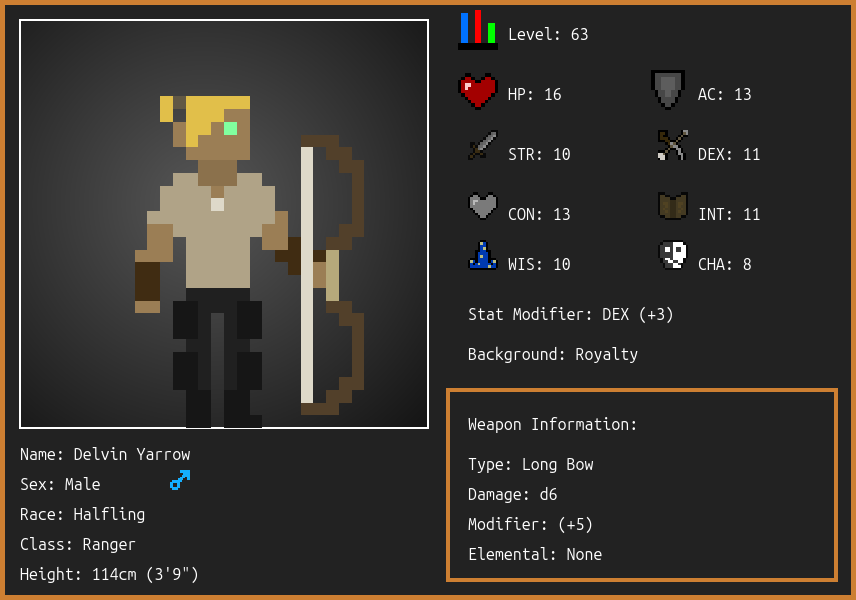 Level: 63
HP: 16
AC: 13
STR: 10
DEX: 11
CON: 13
INT: 11
WIS: 10
CHA: 8
Stat Modifier: DEX (+3)
Background: Royalty
Weapon Information:
Type: Long Bow
Damage: d6
Modifier: (+5)
Elemental: None
Name: Delvin Yarrow
Sex: Male
Race: Halfling
Class: Ranger
Height: 114cm (3'9")